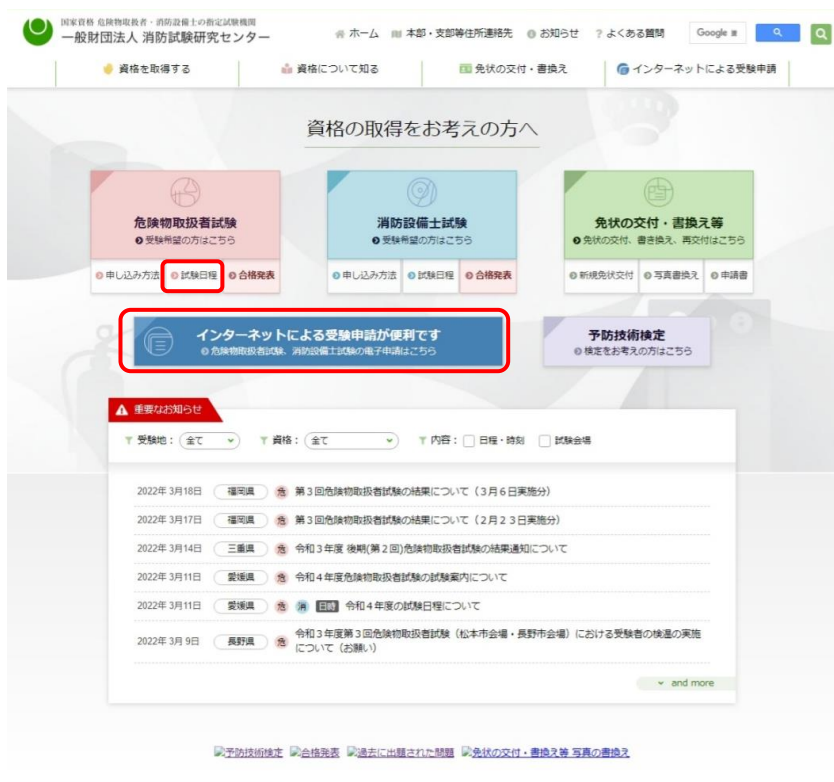 国家資格 危険物取扱者・消防設備士の指定試験機関
一般財団法人 消防試験研究センター
ホーム 本部・支部等住所連絡先 お知らせ ? よくある質問 Google
資格を取得する 資格について知る 免状の交付・書換え インターネットによる受験申請
資格の取得をお考えの方へ
危険物取扱者試験
受験希望の方はこちら
申し込み方法 試験日程 合格発表
消防設備士試験
受験希望の方はこちら
申し込み方法 試験日程 合格発表
免状の交付・書換え等
免状の交付、書き換え、再交付はこちら
新規免状交付 写真書換え 申請書
インターネットによる受験申請が便利です
危険物取扱者試験、消防設備士試験の電子申請はこちら
予防技術検定
検定をお考えの方はこちら
重要なお知らせ
受験地: 全て 資格: 全て 内容: 日程・時刻 試験会場
2022年 3月18日 福岡県 危 第3回危険物取扱者試験の結果について(3月6日実施分)
2022年 3月17日 福岡県 危 第3回危険物取扱者試験の結果について(2月23日実施分)
2022年 3月14日 三重県 危 令和3年度 後期(第2回)危険物取扱者試験の結果通知について
2022年 3月11日 愛媛県 危 令和4年度危険物取扱者試験の試験案内について
2022年 3月11日 愛媛県 危 消 日時 令和4年度の試験日程について
2022年 3月 9日 長野県 危 令和3年度第3回危険物取扱者試験(松本市会場・長野市会場)における受験者の検温の実施
について(お願い)
and more
予防技術検定 合格発表 過去に出題された問題 免状の交付・書換え等 写真の書換え